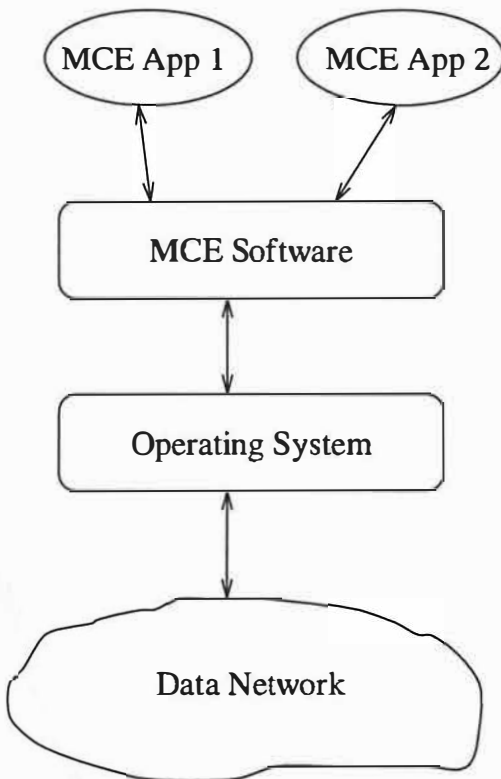 MCE App 1
MCE App 2
MCE Software
Operating System
Data Network